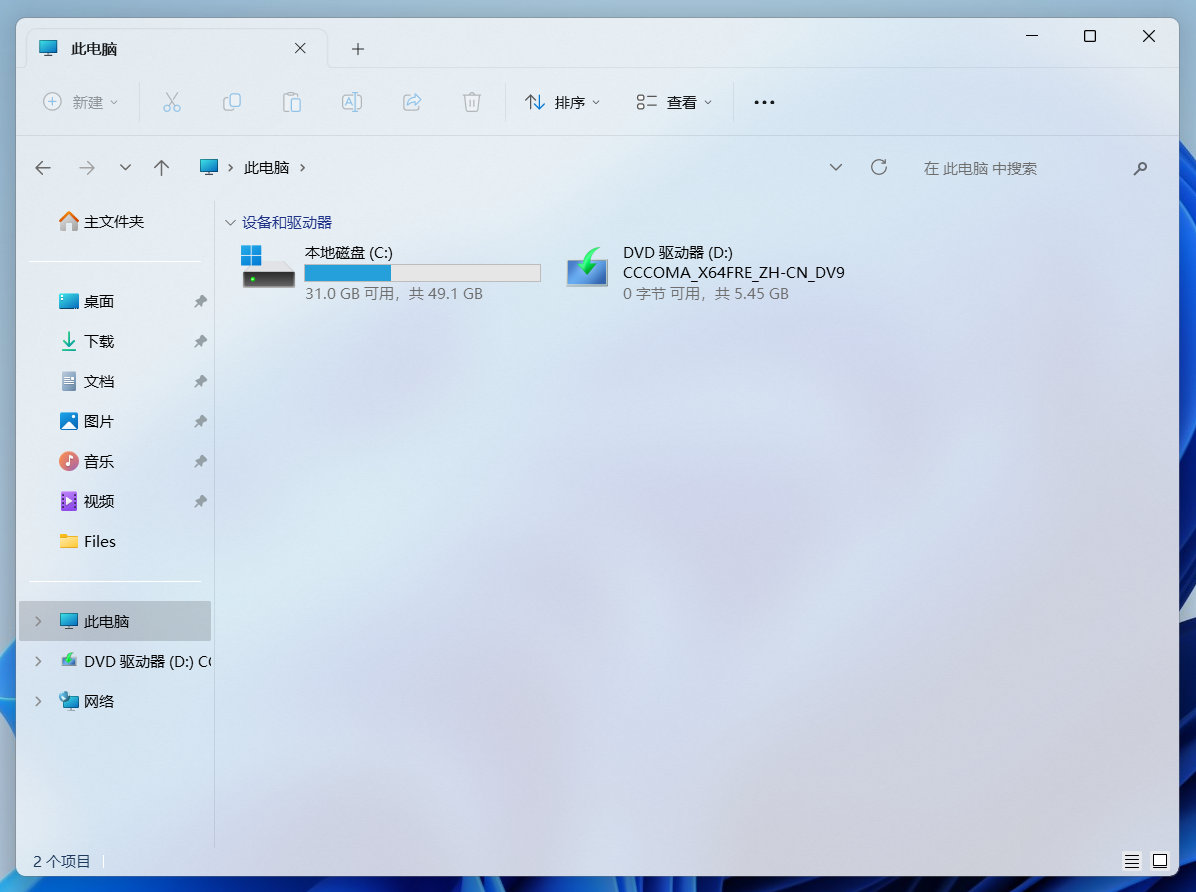 此电脑
新建
排序
查看
此电脑
在 此电脑 中搜索
主文件夹
桌面
下载
文档
图片
音乐
视频
Files
此电脑
DVD 驱动器 (D:) C
网络
设备和驱动器
本地磁盘 (C:)
31.0 GB 可用，共 49.1 GB
DVD 驱动器 (D:)
CCCOMA_X64FRE_ZH-CN_DV9
0 字节 可用，共 5.45 GB
2 个项目